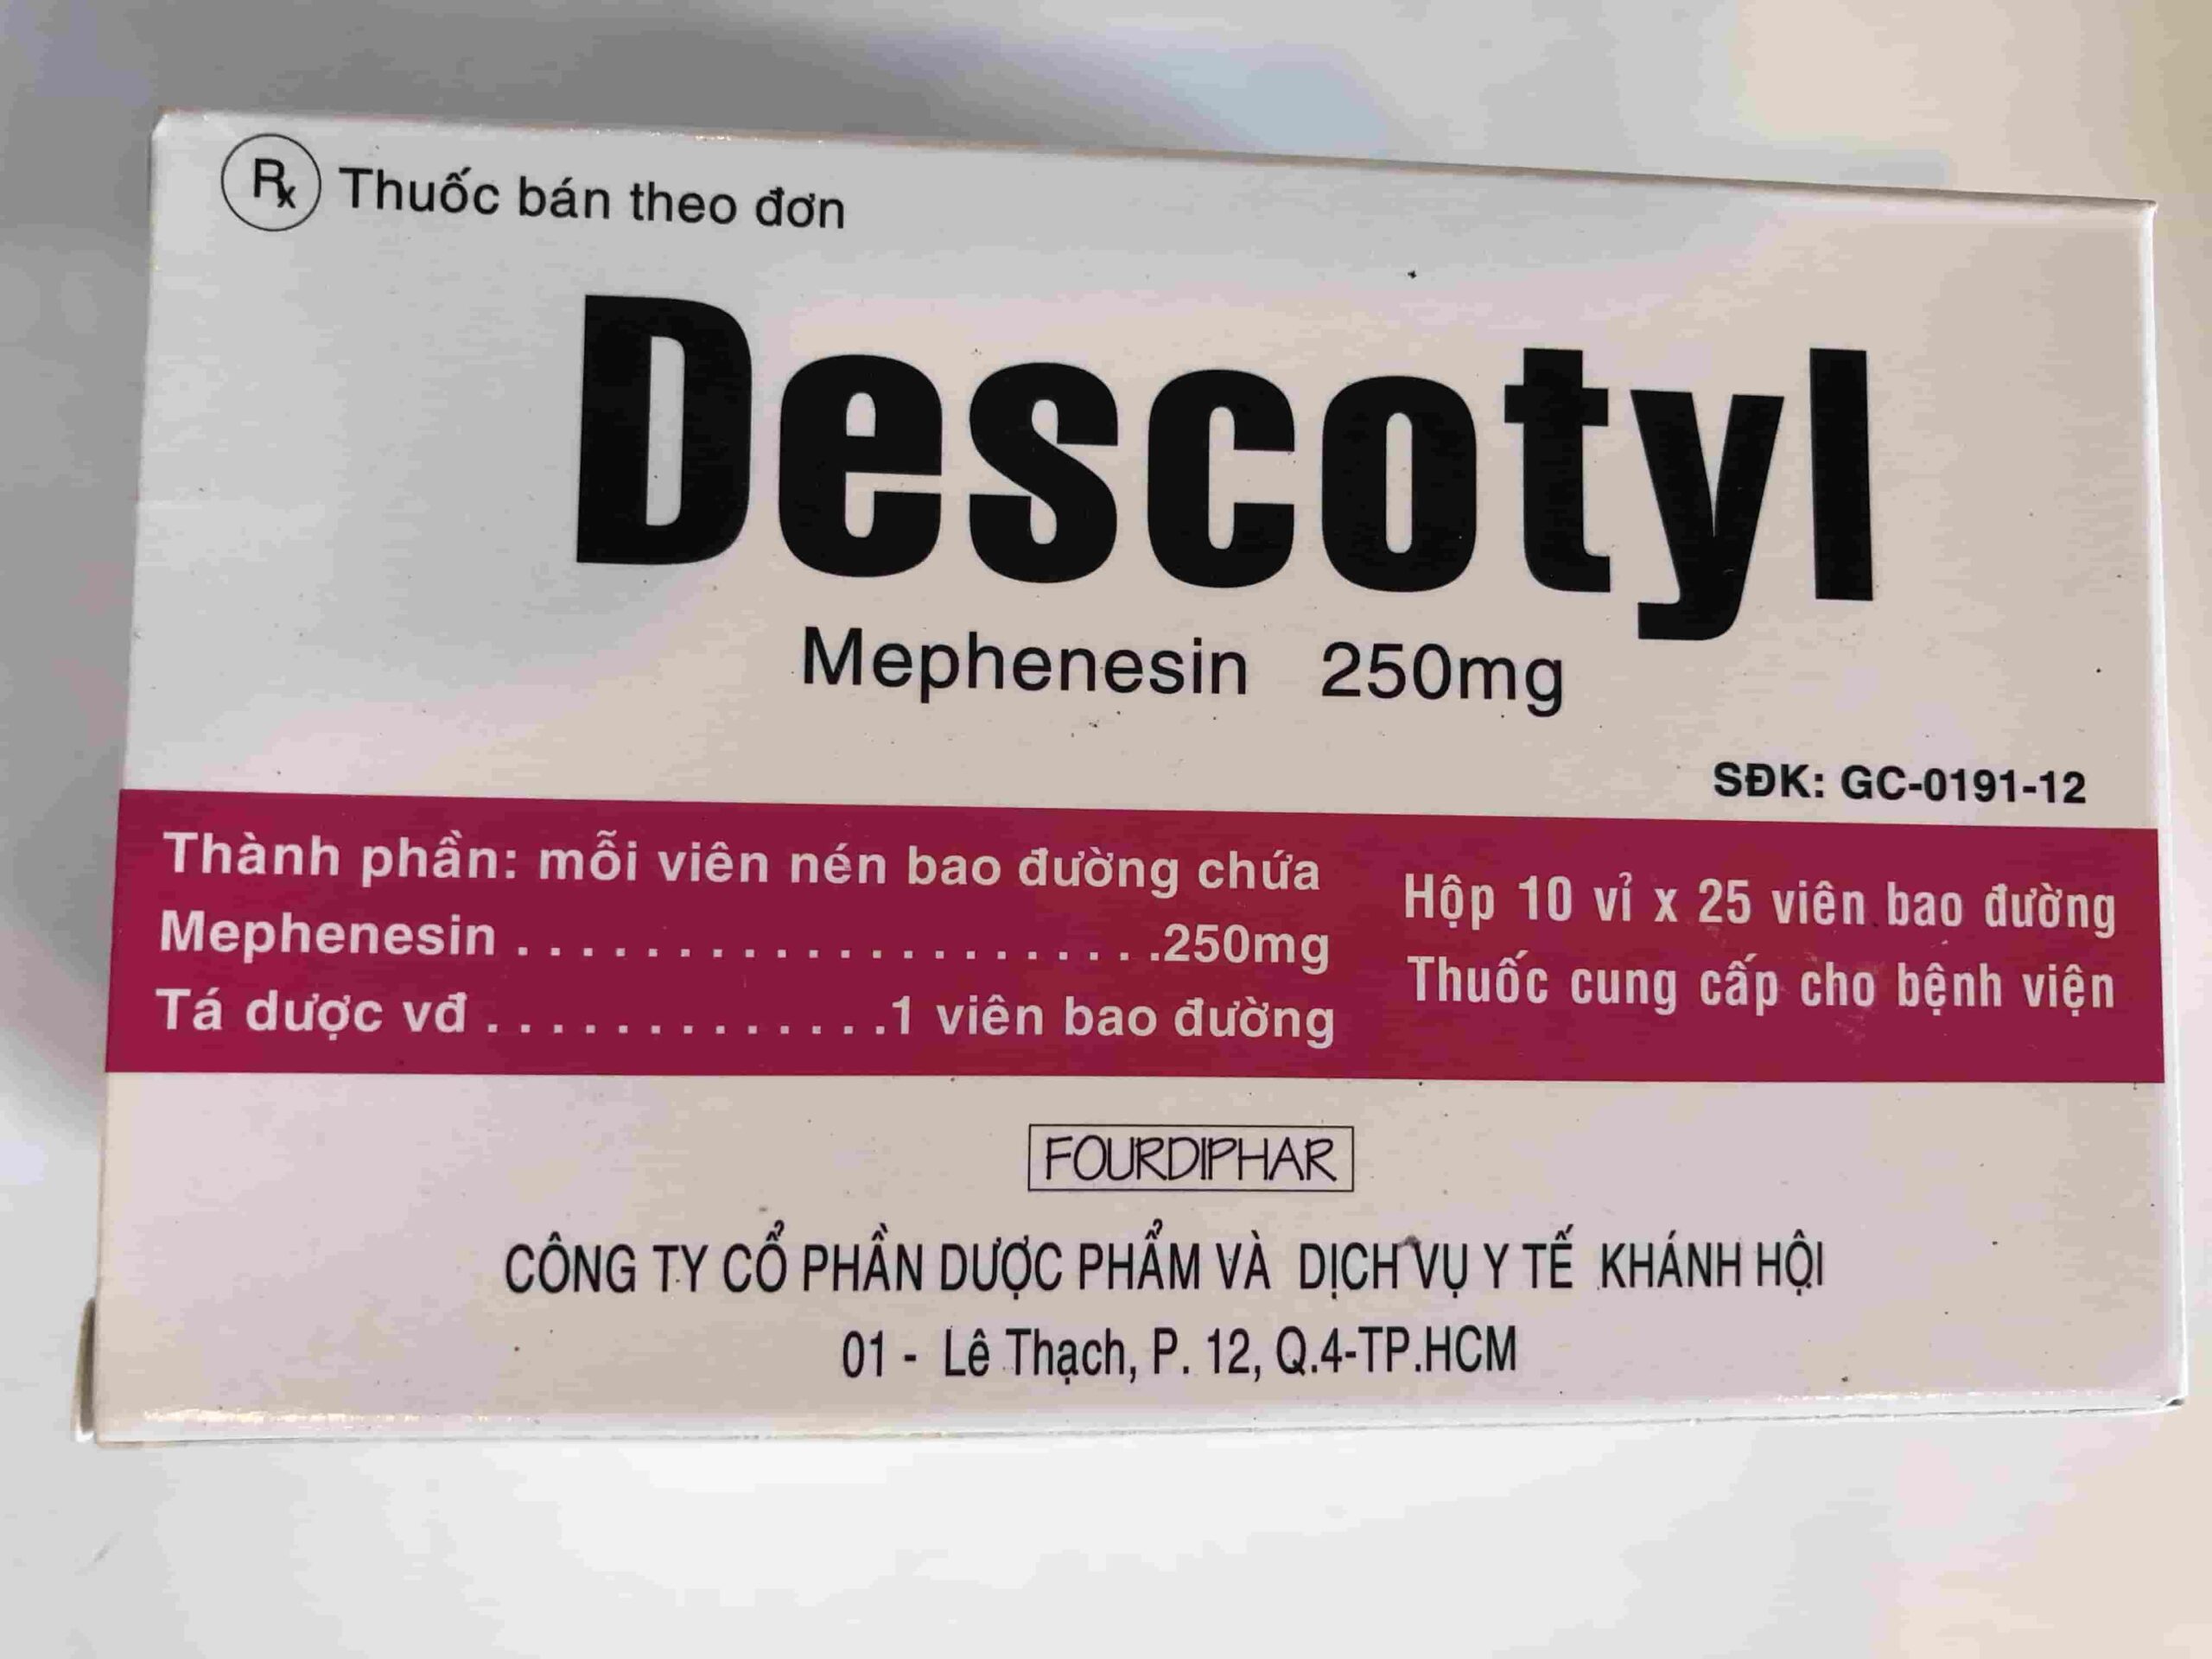 Rx Thuốc bán theo đơn
Descotyl
Mephenesin 250mg
SĐK: GC-0191-12
Thành phần: mỗi viên nén bao đường chứa
Mephenesin . . . . . . . . . . . . . . . . . . . . . .250mg
Tá dược vđ . . . . . . . . . . . . . .1 viên bao đường
Hộp 10 vỉ x 25 viên bao đường
Thuốc cung cấp cho bệnh viện
FOURDIPHAR
CÔNG TY CỔ PHẦN DƯỢC PHẨM VÀ DỊCH VỤ Y TẾ KHÁNH HỘI
01 - Lê Thạch, P. 12, Q.4-TP.HCM